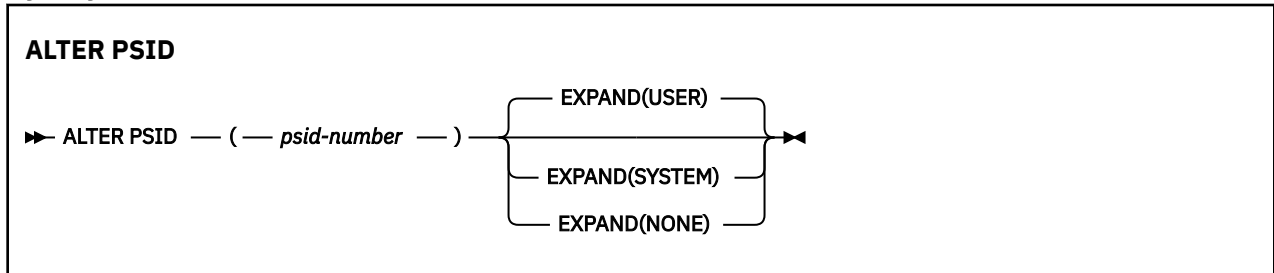 ALTER PSID
EXPAND(USER)
ALTER PSID ( psid-number )
EXPAND(SYSTEM)
EXPAND(NONE)